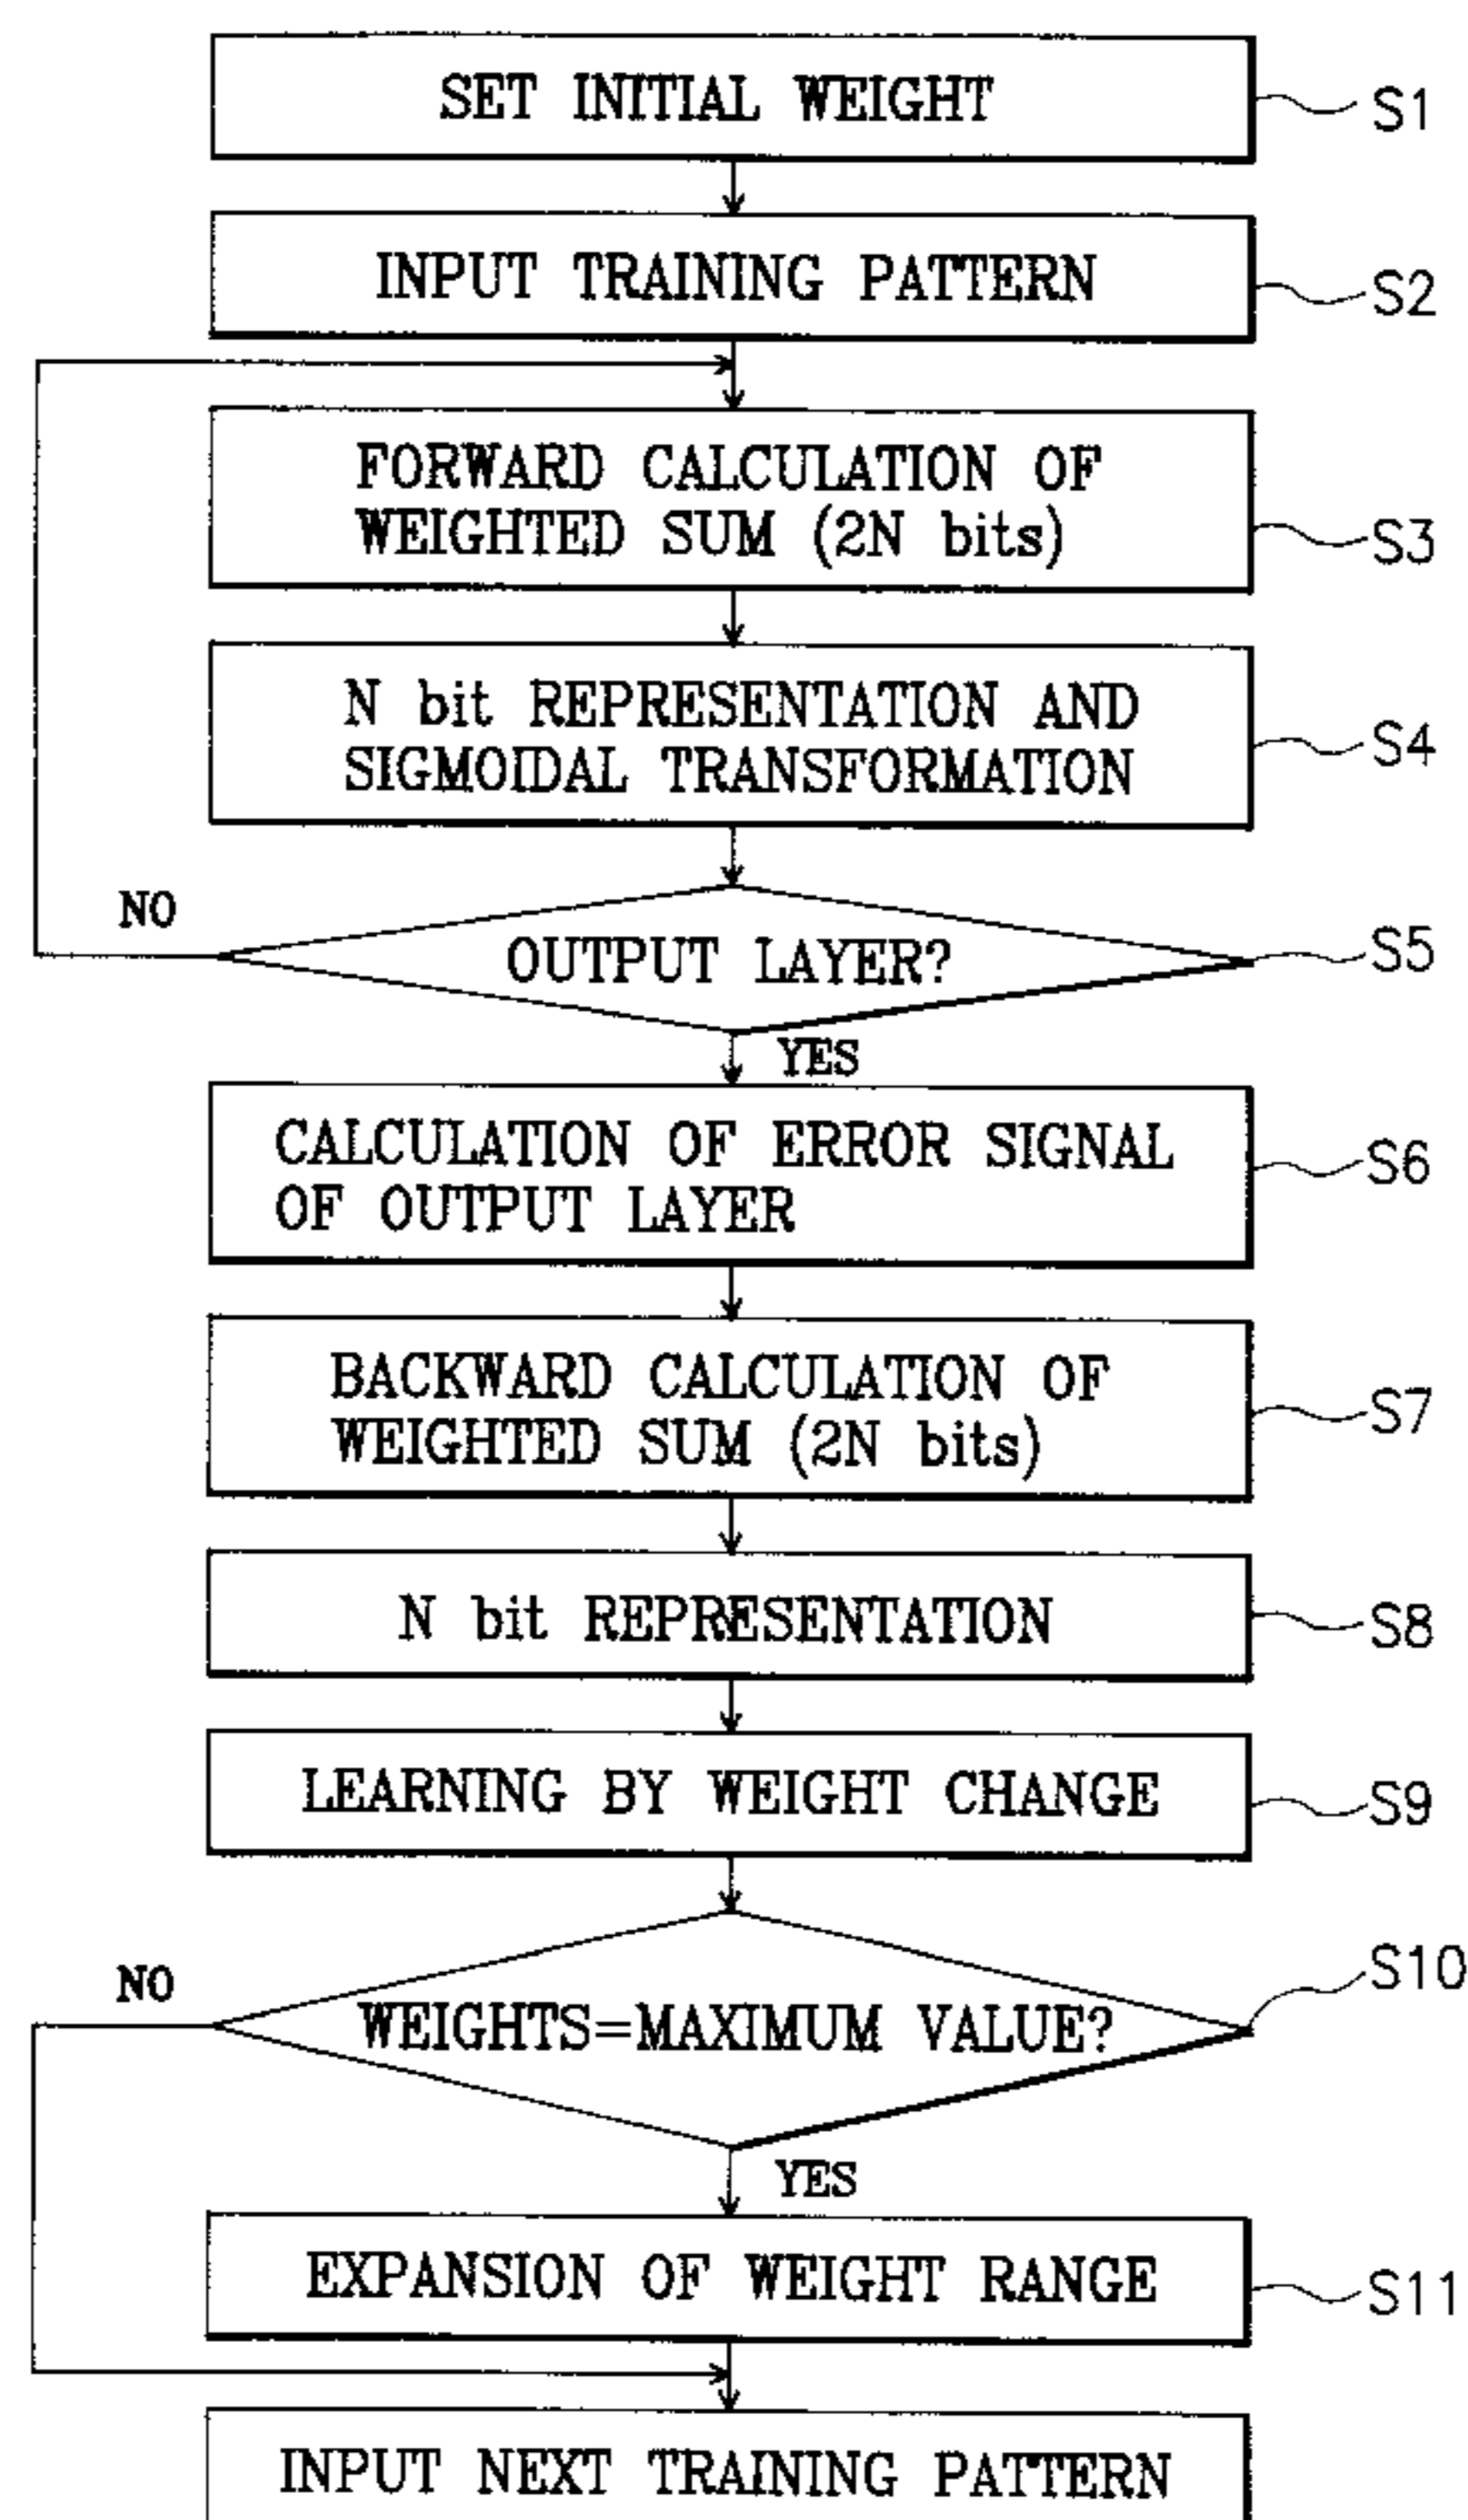 SET INITIAL WEIGHT
S1
INPUT TRAINING PATTERN
S2
FORWARD CALCULATION OF
WEIGHTED SUM (2N bits)
S3
N bit REPRESENTATION AND
SIGMOIDAL TRANSFORMATION
S4
NO
OUTPUT LAYER?
S5
YES
CALCULATION OF ERROR SIGNAL
OF OUTPUT LAYER
S6
BACKWARD CALCULATION OF
WEIGHTED SUM (2N bits)
S7
N bit REPRESENTATION
S8
LEARNING BY WEIGHT CHANGE
S9
NO
WEIGHTS=MAXIMUM VALUE?
S10
YES
EXPANSION OF WEIGHT RANGE
S11
INPUT NEXT TRAINING PATTERN